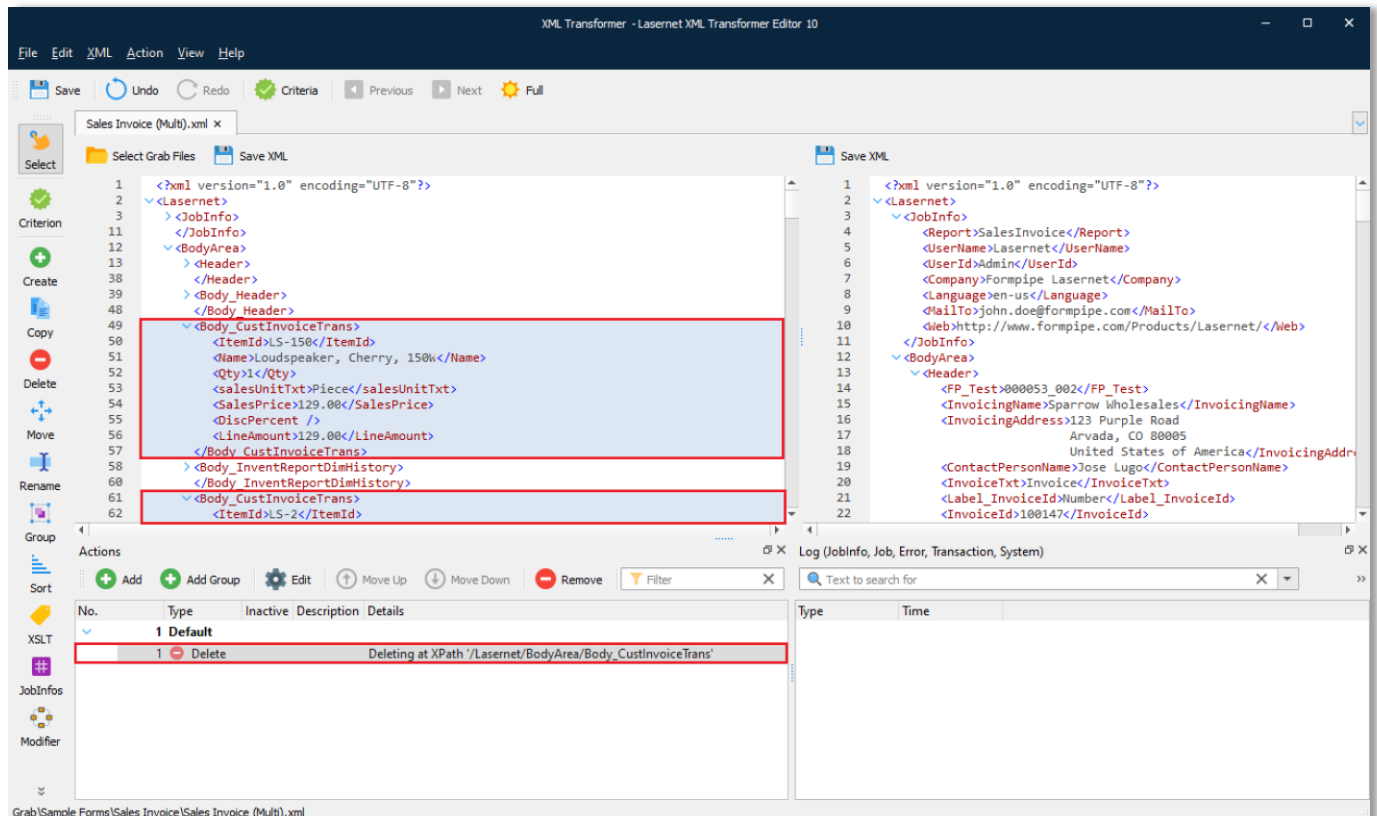 XML Transformer - Lasernet XML Transformer Editor 10
File Edit XML Action View Help
Save Undo Redo Criteria Previous Next Full
Sales Invoice (Multi).xml ×
Select Grab Files Save XML
1 <?xml version="1.0" encoding="UTF-8"?>
2 <Lasernet>
3 <JobInfo>
11 </JobInfo>
12 <BodyArea>
13 <Header>
38 </Header>
39 <Body_Header>
48 </Body_Header>
49 <Body_CustInvoiceTrans>
50 <ItemId>LS-150</ItemId>
51 <Name>Loudspeaker, Cherry, 150W</Name>
52 <Qty>1</Qty>
53 <salesUnitTxt>Piece</salesUnitTxt>
54 <SalesPrice>129.00</SalesPrice>
55 <DiscPercent />
56 <LineAmount>129.00</LineAmount>
57 </Body_CustInvoiceTrans>
58 <Body_InventReportDimHistory>
60 </Body_InventReportDimHistory>
61 <Body_CustInvoiceTrans>
62 <ItemId>LS-2</ItemId>
Save XML
1 <?xml version="1.0" encoding="UTF-8"?>
2 <Lasernet>
3 <JobInfo>
4 <Report>SalesInvoice</Report>
5 <UserName>Lasernet</UserName>
6 <UserId>Admin</UserId>
7 <Company>Formpipe Lasernet</Company>
8 <Language>en-us</Language>
9 <MailTo>john.doe@formpipe.com</MailTo>
10 <Web>http://www.formpipe.com/Products/Lasernet/</Web>
11 </JobInfo>
12 <BodyArea>
13 <Header>
14 <FP_Test>000053_002</FP_Test>
15 <InvoicingName>Sparrow Wholesales</InvoicingName>
16 <InvoicingAddress>123 Purple Road
17 Arvada, CO 80005
18 United States of America</InvoicingAddre
19 <ContactPersonName>Jose Lugo</ContactPersonName>
20 <InvoiceTxt>Invoice</InvoiceTxt>
21 <Label_InvoiceId>Number</Label_InvoiceId>
22 <InvoiceId>100147</InvoiceId>
Select
Criterion
Create
Copy
Delete
Move
Rename
Group
Sort
XSLT
JobInfos
Modifier
Actions
Add Add Group Edit Move Up Move Down Remove Filter
No. Type Inactive Description Details
1 Default
1 Delete Deleting at XPath '/Lasernet/BodyArea/Body_CustInvoiceTrans'
Log (JobInfo, Job, Error, Transaction, System)
Text to search for
Type Time
Grab\Sample Forms\Sales Invoice\Sales Invoice (Multi).xml